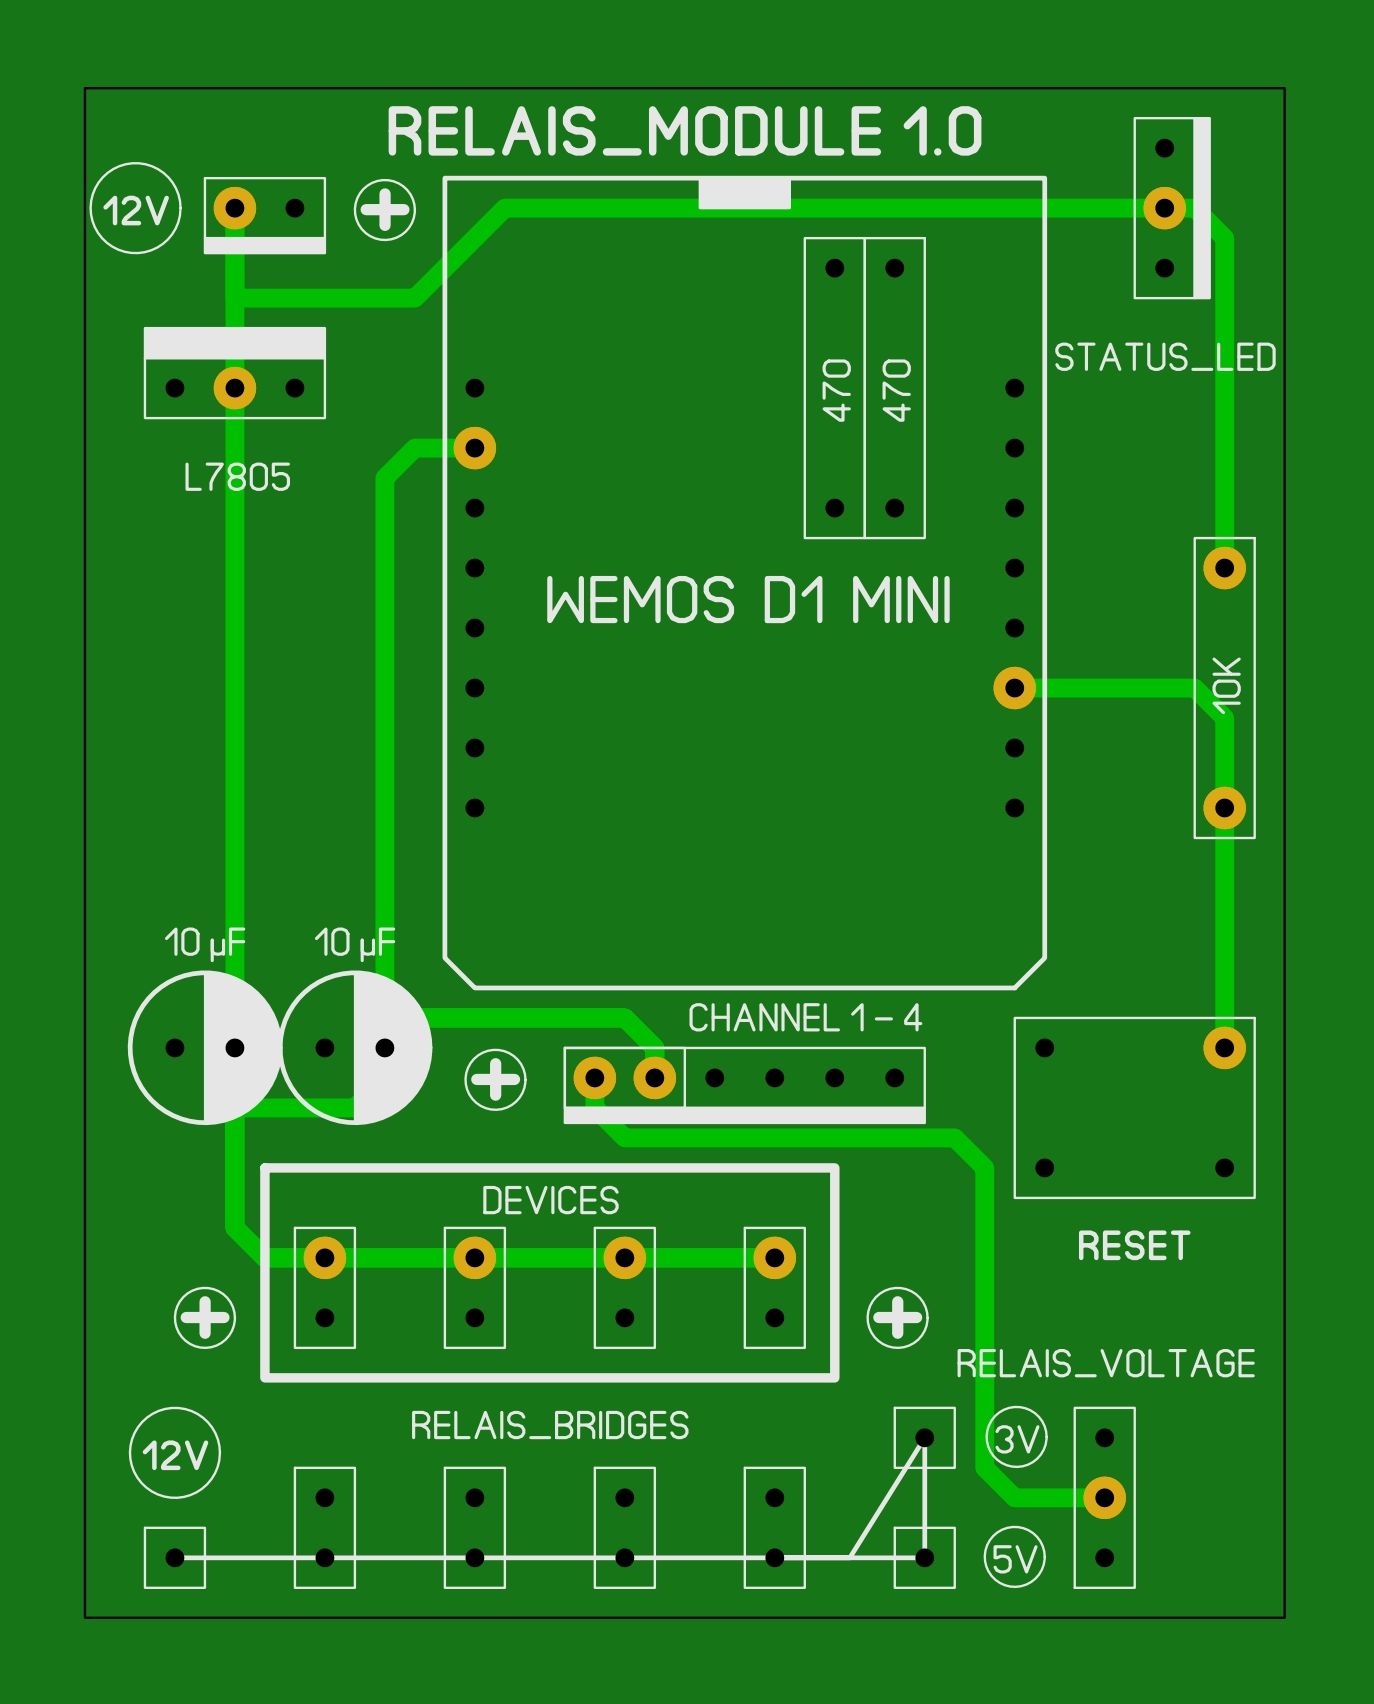 RELAIS_MODULE 1.0
12V
STATUS_LED
470
470
L7805
WEMOS D1 MINI
10K
10 µF
10 µF
CHANNEL 1 - 4
DEVICES
RESET
RELAIS_VOLTAGE
RELAIS_BRIDGES
3V
12V
5V